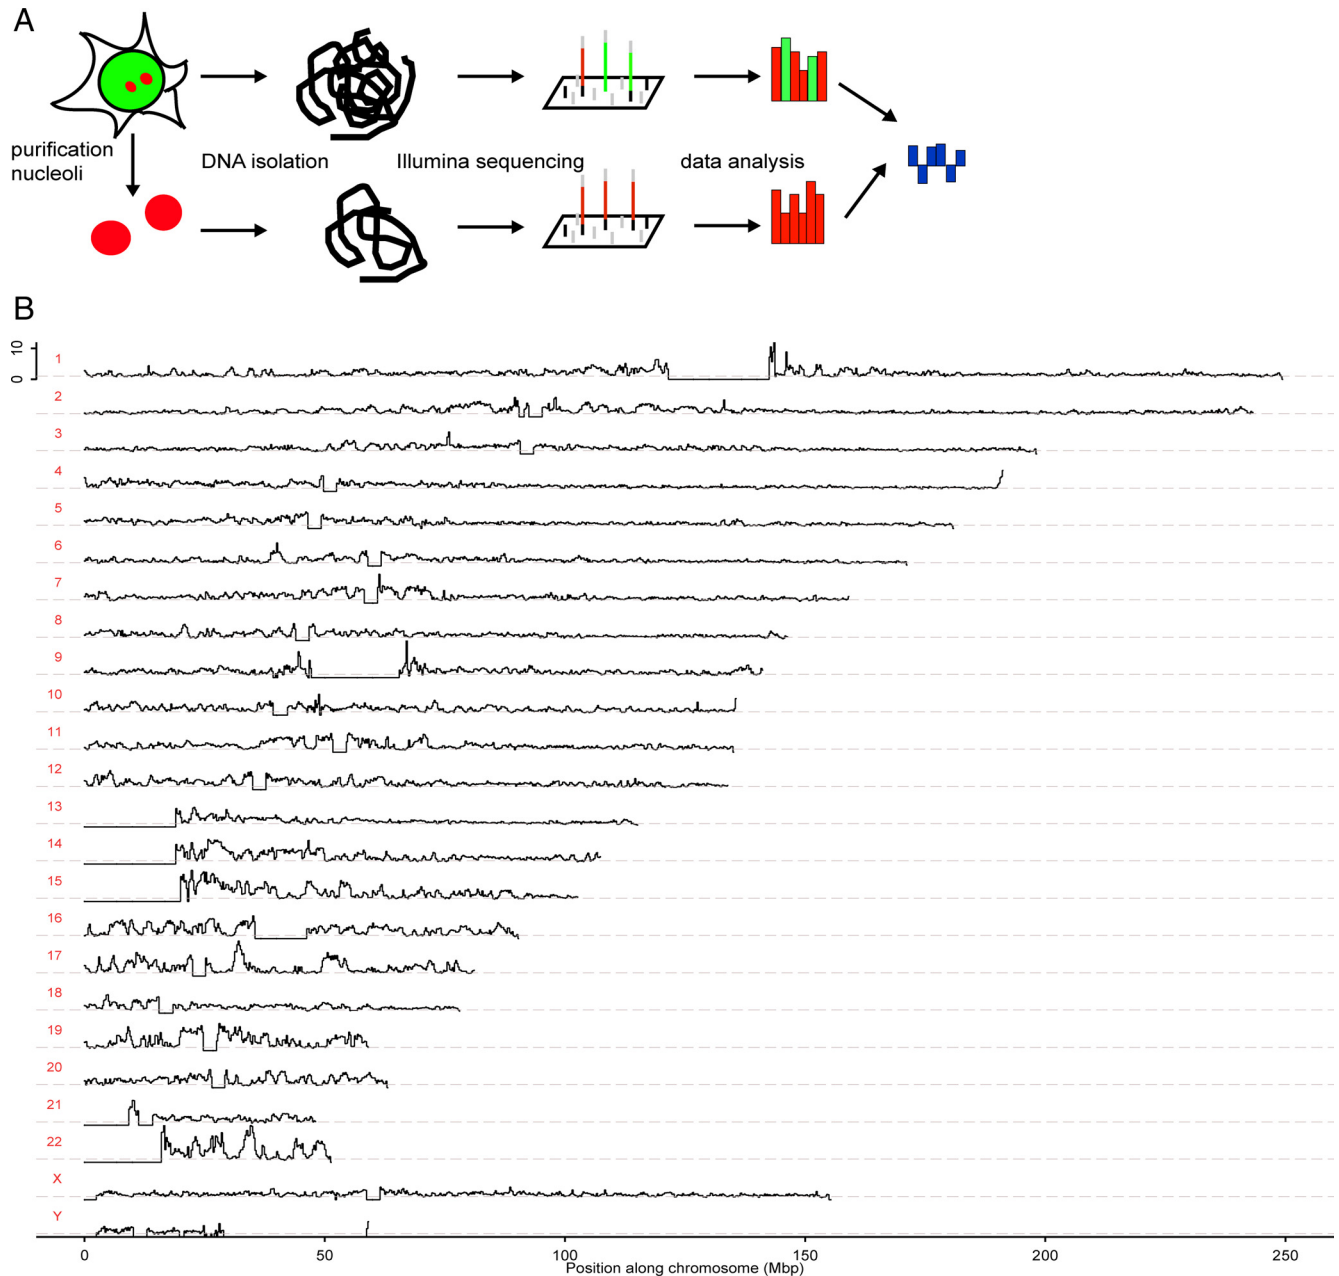 A
purification
nucleoli
DNA isolation
Illumina sequencing
data analysis
B
10
0
1
2
3
4
5
6
7
8
9
10
11
12
13
14
15
16
17
18
19
20
21
22
X
Y
0 50 100 150 200 250
Position along chromosome (Mbp)